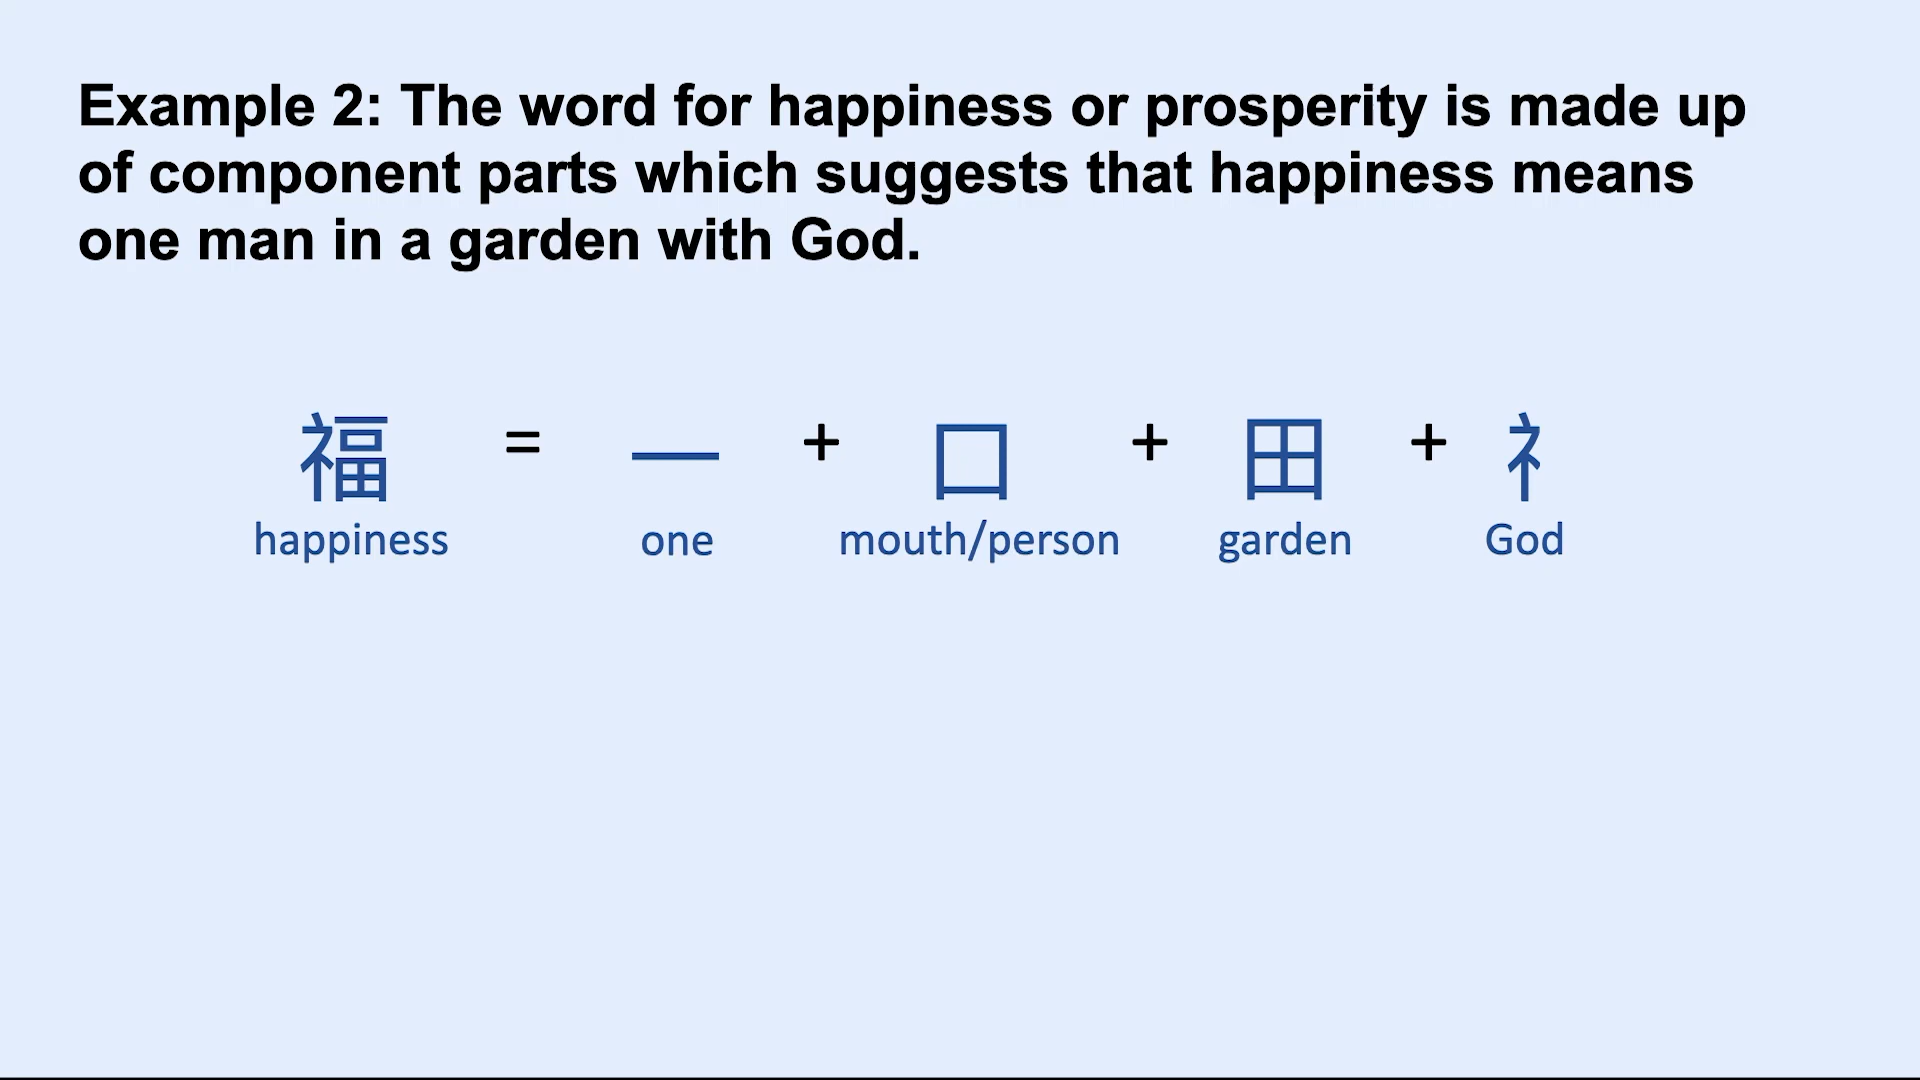 Example 2: The word for happiness or prosperity is made up
of component parts which suggests that happiness means
one man in a garden with God.
福 = 一 + 口 + 田 + 礻
happiness one mouth/person garden God